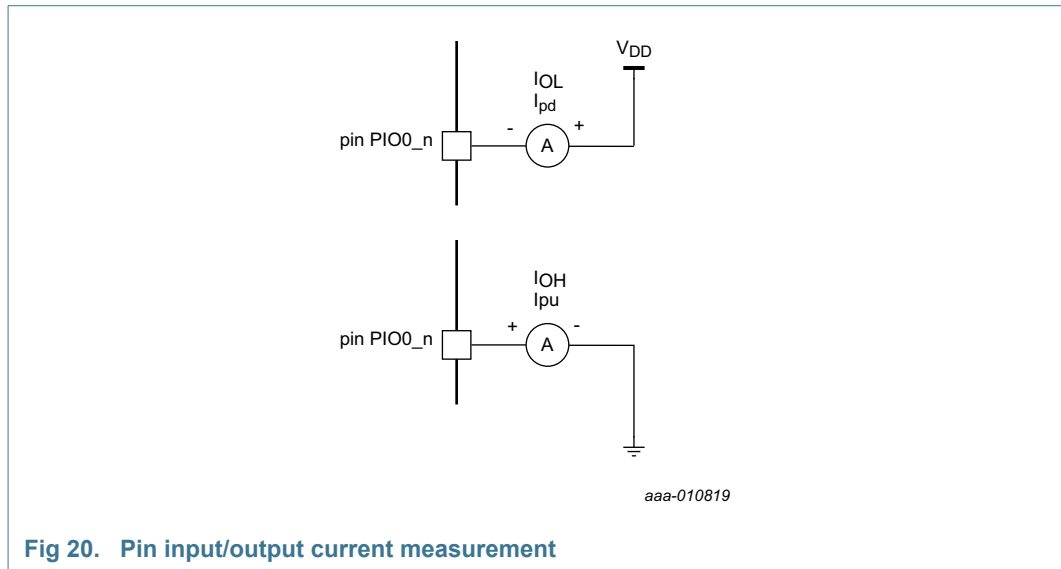 VDD
IOL
Ipd
pin PIO0_n
- +
A
IOH
Ipu
pin PIO0_n
+ -
A
aaa-010819
Fig 20. Pin input/output current measurement